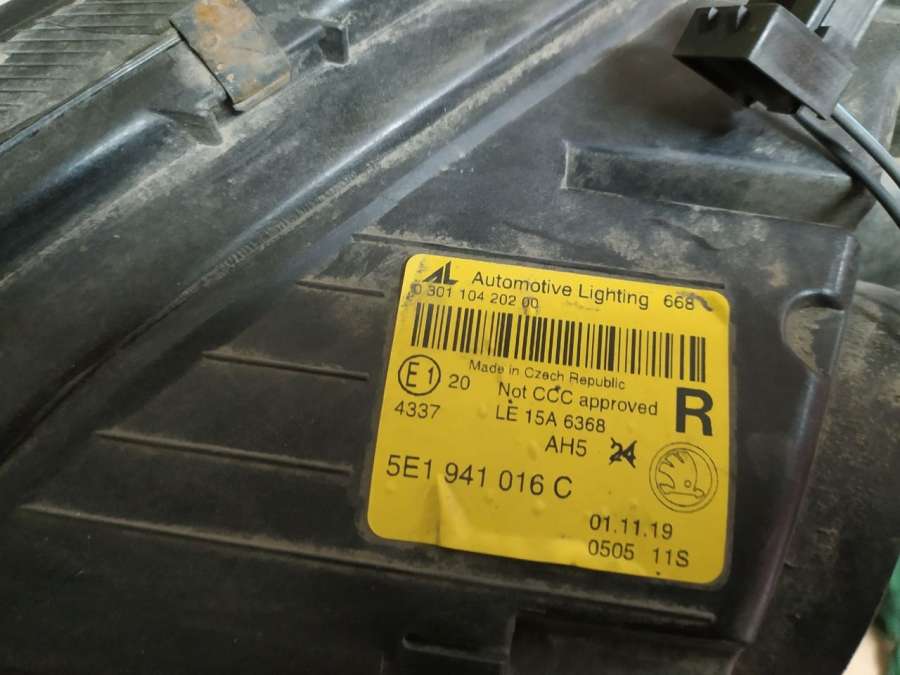 AL Automotive Lighting 668
0 301 104 202 00
Made in Czech Republic
E1 20 Not CCC approved R
4337 LE 15A 6368
AH5 24
5E1 941 016 C
01.11.19
0505 11S